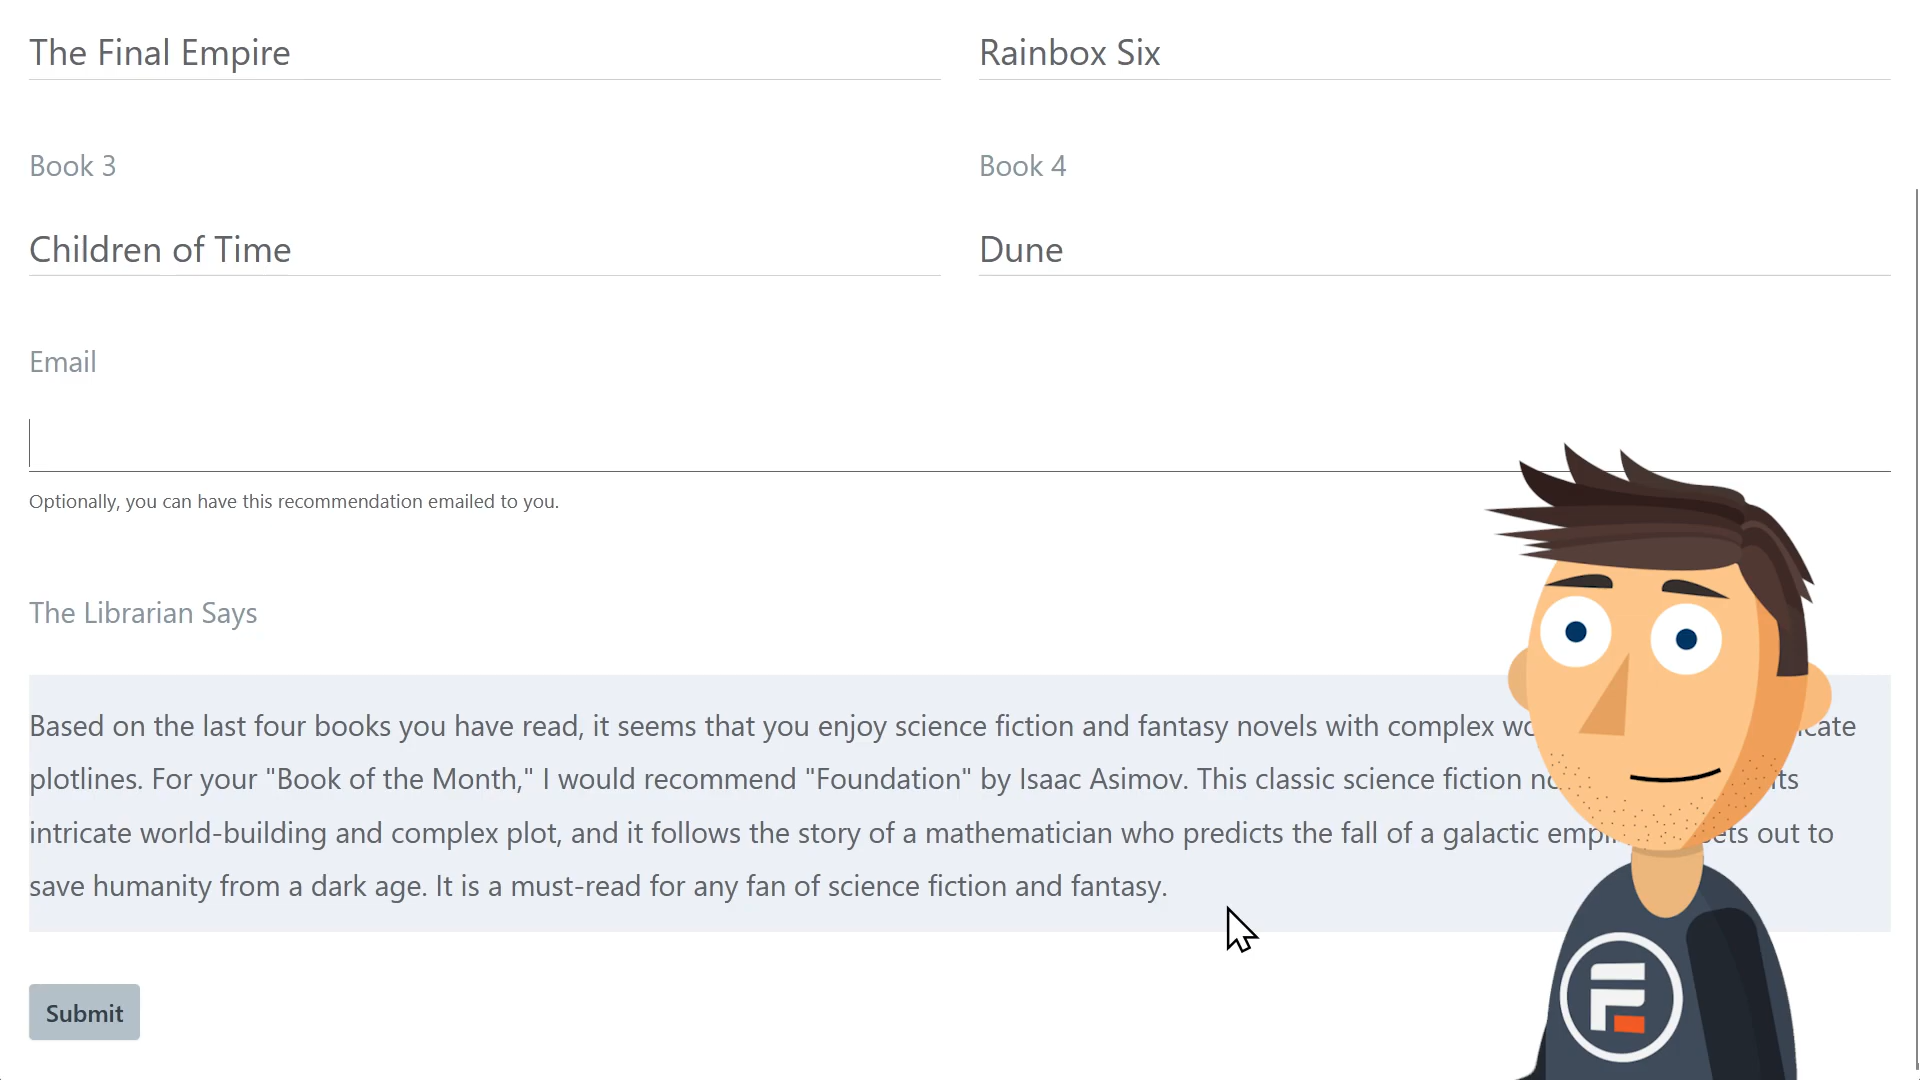 The Final Empire
Rainbox Six
Book 3
Book 4
Children of Time
Dune
Email
Optionally, you can have this recommendation emailed to you.
The Librarian Says
Based on the last four books you have read, it seems that you enjoy science fiction and fantasy novels with complex
plotlines. For your "Book of the Month," I would recommend "Foundation" by Isaac Asimov. This classic science fiction
intricate world-building and complex plot, and it follows the story of a mathematician who predicts the fall of a galactic out to
save humanity from a dark age. It is a must-read for any fan of science fiction and fantasy.
Submit